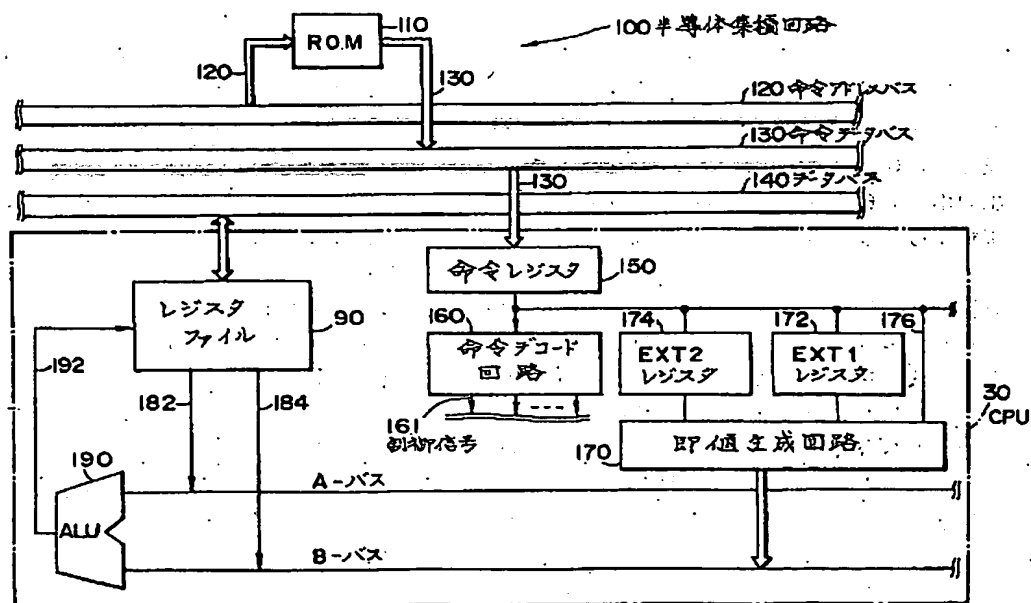 110
100半導体集積回路
R.O.M
120
130
120命令アドレスバス
130命令データバス
130
140データバス
命令レジスタ
150
レジスタ
ファイル
90
160
命令デコード
回路
174
EXT2
レジスタ
172
EXT1
レジスタ
176
192
182
184
161
制御信号
30
CPU
170
即値生成回路
190
ALU
A-バス
B-バス